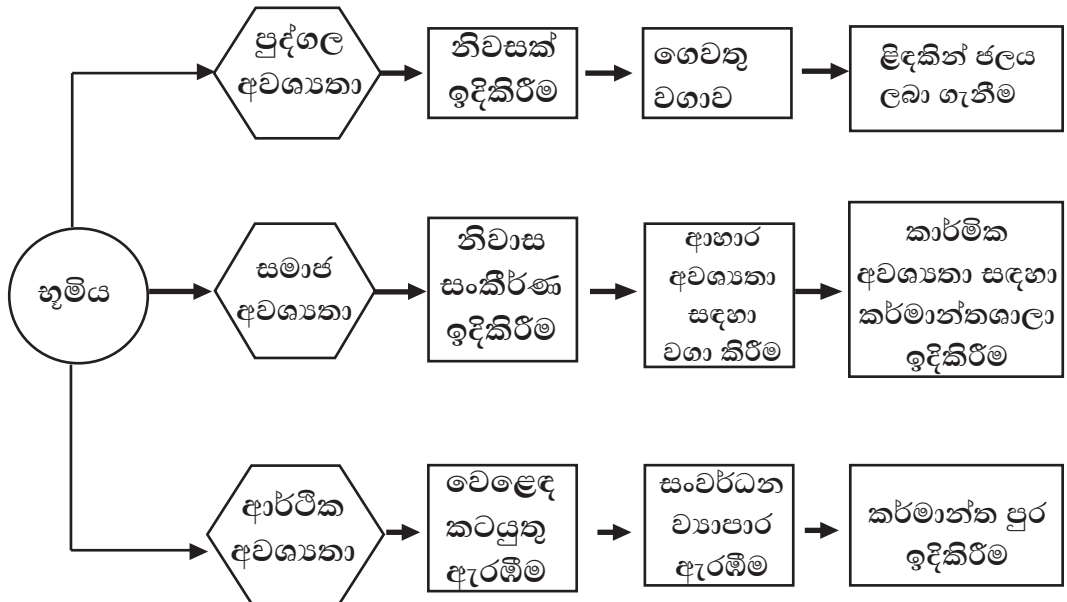 පුද්ගල
අවශ්‍යතා
නිවසක්
ඉදිකිරීම
ගෙවතු
වගාව
ළිඳකින් ජලය
ලබා ගැනීම
භූමිය
සමාජ
අවශ්‍යතා
නිවාස
සංකීර්ණ
ඉදිකිරීම
ආහාර
අවශ්‍යතා
සඳහා
වගා කිරීම
කාර්මික
අවශ්‍යතා සඳහා
කර්මාන්තශාලා
ඉදිකිරීම
ආර්ථික
අවශ්‍යතා
වෙළෙඳ
කටයුතු
ඇරඹීම
සංවර්ධන
ව්‍යාපාර
ඇරඹීම
කර්මාන්ත පුර
ඉදිකිරීම